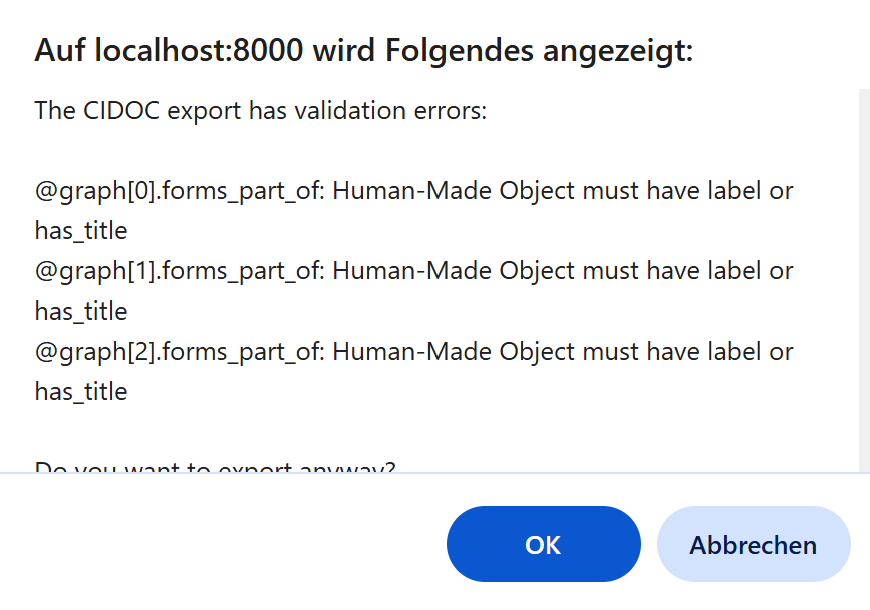 Auf localhost:8000 wird Folgendes angezeigt:
The CIDOC export has validation errors:
@graph[0].forms_part_of: Human-Made Object must have label or
has_title
@graph[1].forms_part_of: Human-Made Object must have label or
has_title
@graph[2].forms_part_of: Human-Made Object must have label or
has_title
Do you want to export anyway?
OK
Abbrechen